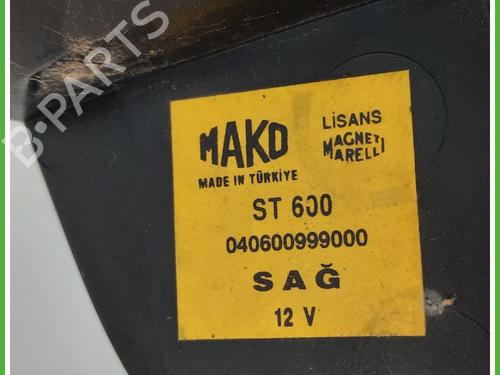 B-PARTS
MAKO
LİSANS
MAGNETI
MARELLI
MADE IN TÜRKİYE
ST 600
040600999000
SAĞ
12 V